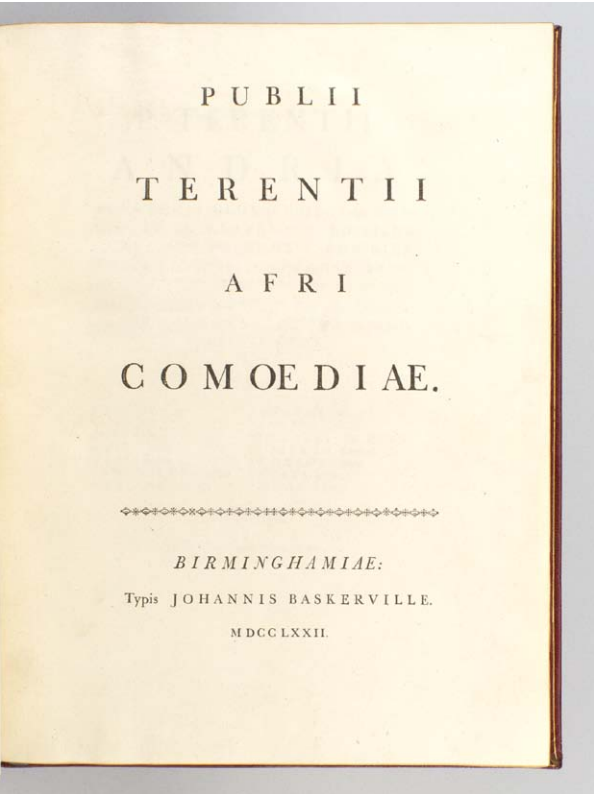 PUBLII
TERENTII
AFRI
COMOEDIAE.
BIRMINGHAMIAE:
Typis JOHANNIS BASKERVILLE.
MDCCLXXII.